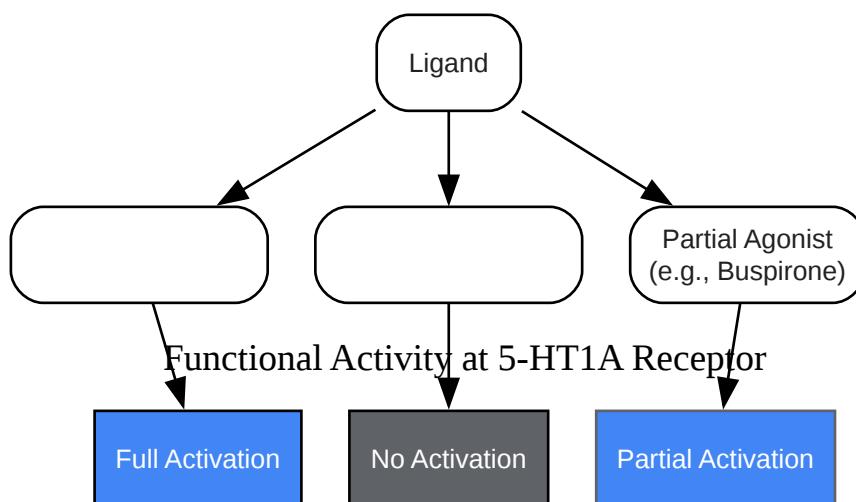 Ligand
Partial Agonist
(e.g., Buspirone)
Functional Activity at 5-HT1A Receptor
Full Activation
No Activation
Partial Activation